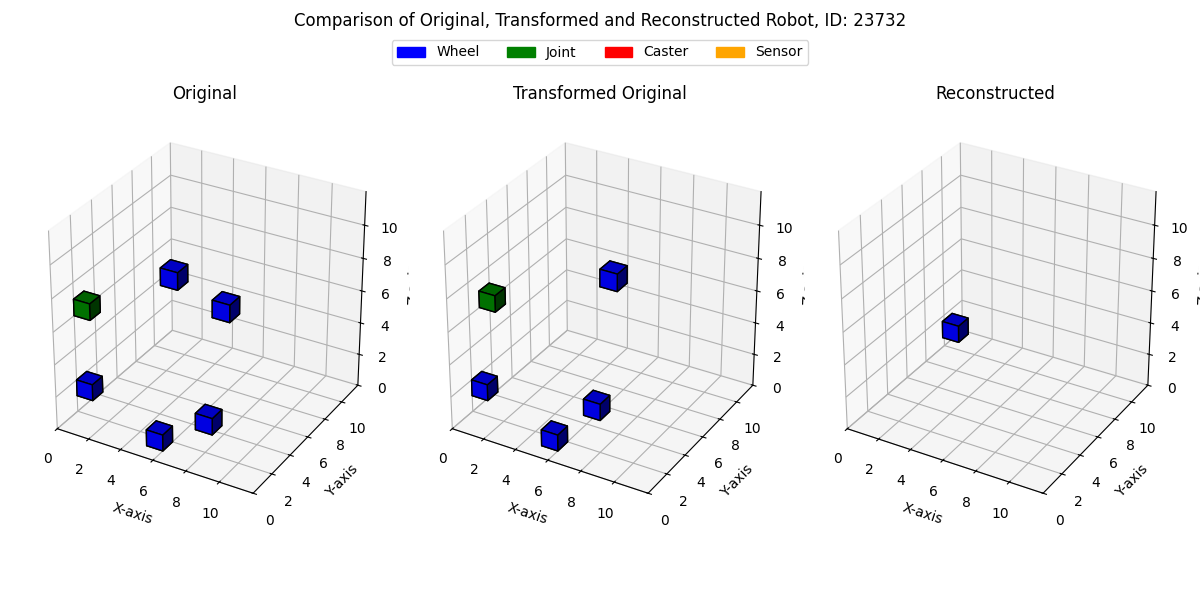 Comparison of Original, Transformed and Reconstructed Robot, ID: 23732
Wheel Joint Caster Sensor
Original Transformed Original Reconstructed
10 10 10
8 8 8
6 6 6
4 4 4
2 2 2
0 0 0
0 2 4 6 8 10 0 2 4 6 8 10 0 2 4 6 8 10
0 2 4 6 8 10 0 2 4 6 8 10 0 2 4 6 8 10
X-axis Y-axis X-axis Y-axis X-axis Y-axis